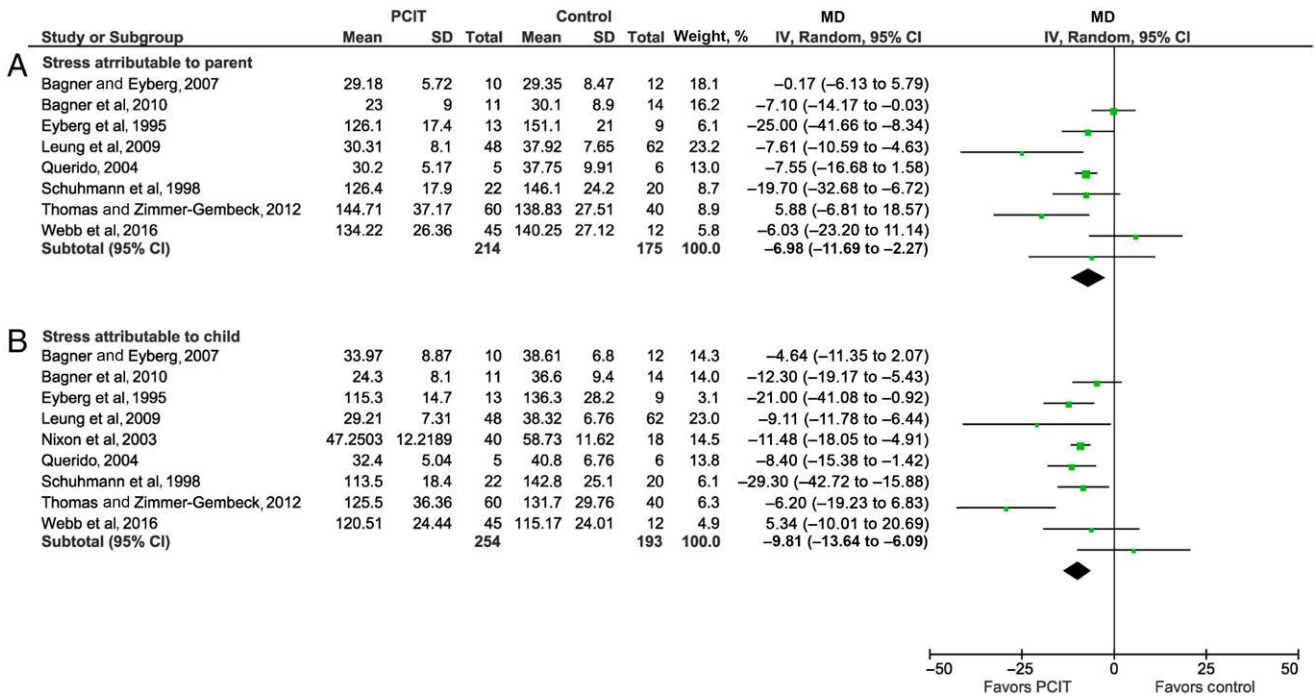 PCIT Control MD MD
Study or Subgroup Mean SD Total Mean SD Total Weight, % IV, Random, 95% CI IV, Random, 95% CI
A Stress atrributable to parent
Bagner and Eyberg, 2007 29.18 5.72 10 29.35 8.47 12 18.1 −0.17 (−6.13 to 5.79)
Bagner et al, 2010 23 9 11 30.1 8.9 14 16.2 −7.10 (−14.17 to −0.03)
Eyberg et al, 1995 126.1 17.4 13 151.1 21 9 6.1 −25.00 (−41.66 to −8.34)
Leung et al, 2009 30.31 8.1 48 37.92 7.65 62 23.2 −7.61 (−10.59 to −4.63)
Querido, 2004 30.2 5.17 5 37.75 9.91 6 13.0 −7.55 (−16.68 to 1.58)
Schuhmann et al, 1998 126.4 17.9 22 146.1 24.2 20 8.7 −19.70 (−32.68 to −6.72)
Thomas and Zimmer-Gembeck, 2012 144.71 37.17 60 138.83 27.51 40 8.9 5.88 (−6.81 to 18.57)
Webb et al, 2016 134.22 26.36 45 140.25 27.12 12 5.8 −6.03 (−23.20 to 11.14)
Subtotal (95% CI) 214 175 100.0 −6.98 (−11.69 to −2.27)
B Stress attributable to child
Bagner and Eyberg, 2007 33.97 8.87 10 38.61 6.8 12 14.3 −4.64 (−11.35 to 2.07)
Bagner et al, 2010 24.3 8.1 11 36.6 9.4 14 14.0 −12.30 (−19.17 to −5.43)
Eyberg et al, 1995 115.3 14.7 13 136.3 28.2 9 3.1 −21.00 (−41.08 to −0.92)
Leung et al, 2009 29.21 7.31 48 38.32 6.76 62 23.0 −9.11 (−11.78 to −6.44)
Nixon et al, 2003 47.2503 12.2189 40 58.73 11.62 18 14.5 −11.48 (−18.05 to −4.91)
Querido, 2004 32.4 5.04 5 40.8 6.76 6 13.8 −8.40 (−15.38 to −1.42)
Schuhmann et al, 1998 113.5 18.4 22 142.8 25.1 20 6.1 −29.30 (−42.72 to −15.88)
Thomas and Zimmer-Gembeck, 2012 125.5 36.36 60 131.7 29.76 40 6.3 −6.20 (−19.23 to 6.83)
Webb et al, 2016 120.51 24.44 45 115.17 24.01 12 4.9 5.34 (−10.01 to 20.69)
Subtotal (95% CI) 254 193 100.0 −9.81 (−13.64 to −6.09)
−50 −25 0 25 50
Favors PCIT Favors control